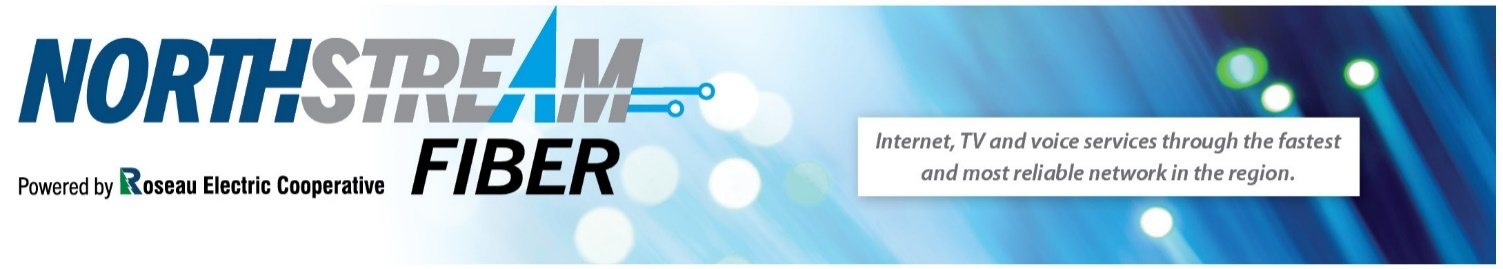 NORTHSTREAM
FIBER
Powered by Roseau Electric Cooperative
Internet, TV and voice services through the fastest
and most reliable network in the region.